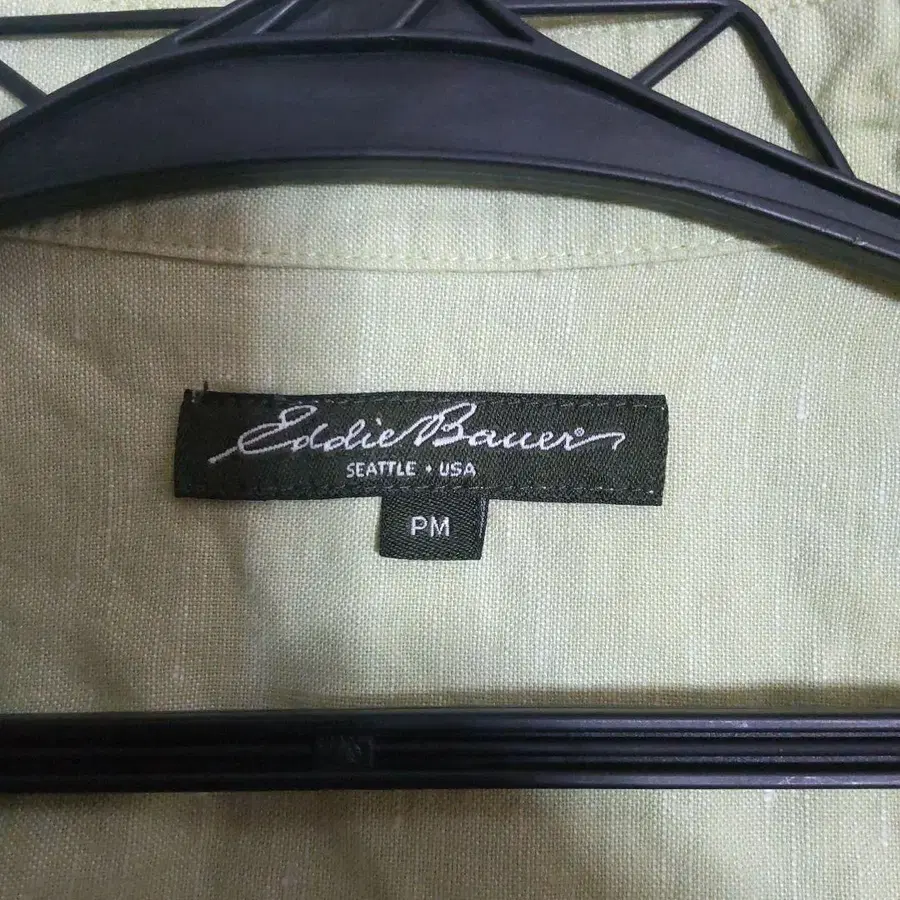 Eddie Bauer®
SEATTLE • USA
PM